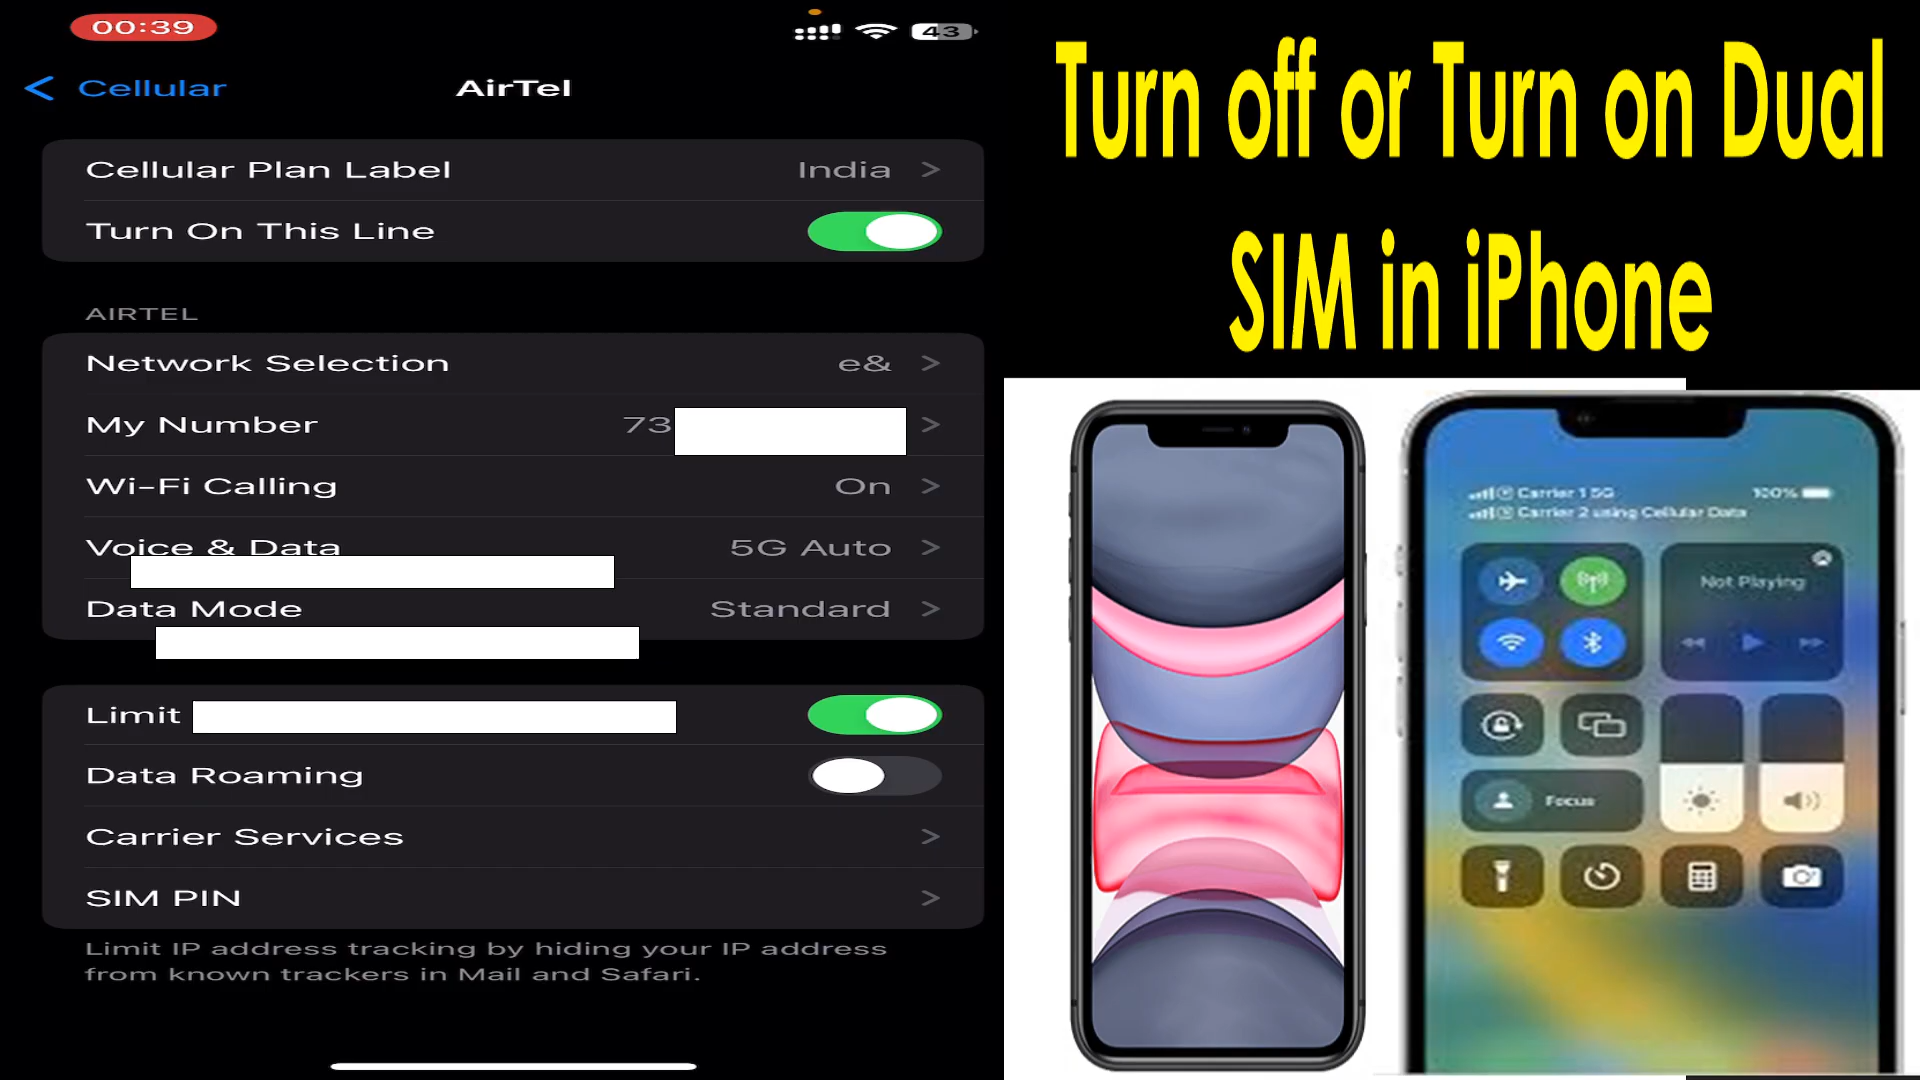 00:39
43
Cellular
AirTel
Cellular Plan Label India
Turn On This Line
AIRTEL
Network Selection e&
My Number 73
Wi-Fi Calling On
Voice & Data 5G Auto
Data Mode Standard
Limit
Data Roaming
Carrier Services
SIM PIN
Limit IP address tracking by hiding your IP address
from known trackers in Mail and Safari.
Turn off or Turn on Dual
SIM in iPhone
Carrier 1 5G 100%
Carrier 2 using Cellular Data
Not Playing
Focus